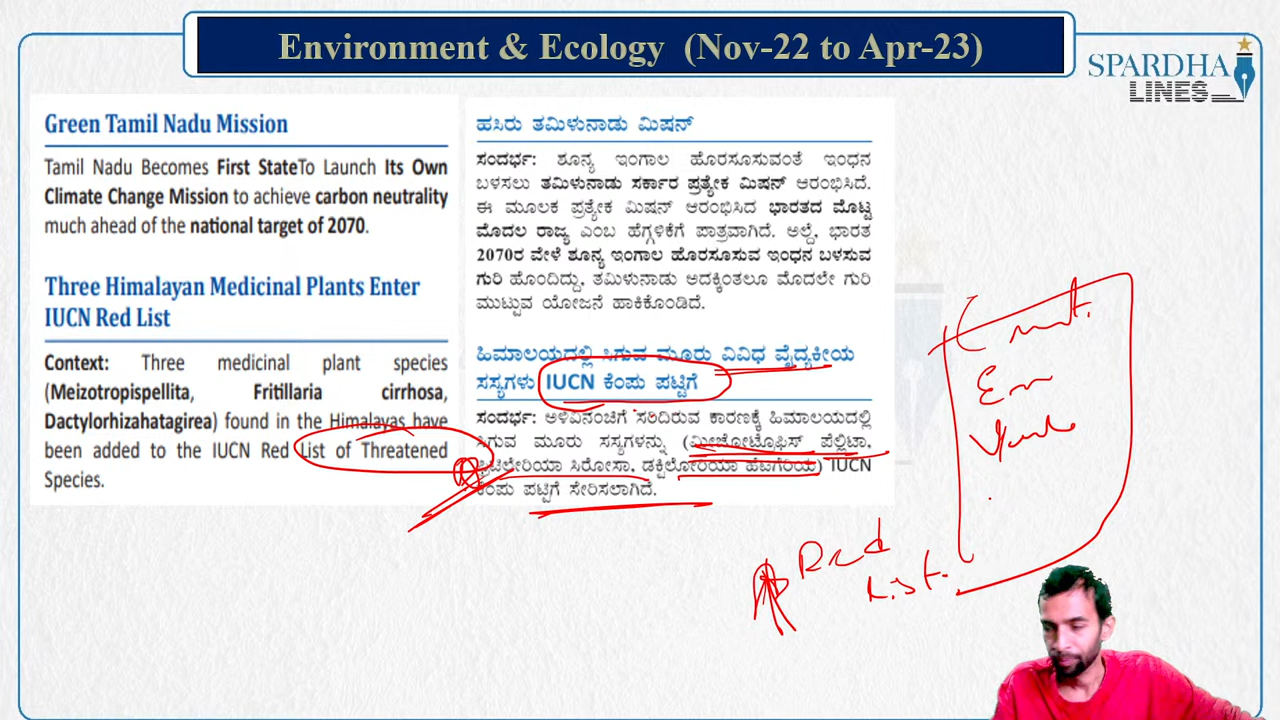 Environment & Ecology (Nov-22 to Apr-23)
SPARDHA
LINES
Green Tamil Nadu Mission
Tamil Nadu Becomes First StateTo Launch Its Own
Climate Change Mission to achieve carbon neutrality
much ahead of the national target of 2070.
Three Himalayan Medicinal Plants Enter
IUCN Red List
Context: Three medicinal plant species
(Meizotropispellita, Fritillaria cirrhosa,
Dactylorhizahatagirea) found in the Himalayas have
been added to the IUCN Red List of Threatened
Species.
ಹಸಿರು ತಮಿಳುನಾಡು ಮಿಷನ್
ಸಂದರ್ಭ: ಶೂನ್ಯ ಇಂಗಾಲ ಹೊರಸೂಸುವಂತೆ ಇಂಧನ
ಬಳಸಲು ತಮಿಳುನಾಡು ಸರ್ಕಾರ ಪ್ರತ್ಯೇಕ ಮಿಷನ್ ಆರಂಭಿಸಿದೆ.
ಈ ಮೂಲಕ ಪ್ರತ್ಯೇಕ ಮಿಷನ್ ಆರಂಭಿಸಿದ ಭಾರತದ ಮೊಟ್ಟ
ಮೊದಲ ರಾಜ್ಯ ಎಂಬ ಹೆಗ್ಗಳಿಕೆಗೆ ಪಾತ್ರವಾಗಿದೆ. ಅಲ್ಲದೆ, ಭಾರತ
2070ರ ವೇಳೆ ಶೂನ್ಯ ಇಂಗಾಲ ಹೊರಸೂಸುವ ಇಂಧನ ಬಳಸುವ
ಗುರಿ ಹೊಂದಿದ್ದು, ತಮಿಳುನಾಡು ಅದಕ್ಕಿಂತಲೂ ಮೊದಲೇ ಗುರಿ
ಮುಟ್ಟುವ ಯೋಜನೆ ಹಾಕಿಕೊಂಡಿದೆ.
ಹಿಮಾಲಯದಲ್ಲಿ ಸಿಗುವ ಮೂರು ವಿವಿಧ ವೈದ್ಯಕೀಯ
ಸಸ್ಯಗಳು IUCN ಕೆಂಪು ಪಟ್ಟಿಗೆ
ಸಂದರ್ಭ: ಅಳಿವಿನಂಚಿಗೆ ಸರಿದಿರುವ ಕಾರಣಕ್ಕೆ ಹಿಮಾಲಯದಲ್ಲಿ
ಸಿಗುವ ಮೂರು ಸಸ್ಯಗಳನ್ನು (ಮೀಜೋಟ್ರೊಫಿಸ್ ಪೆಲ್ಲಿಟಾ,
ಫ್ರಿಟಿಲೇರಿಯಾ ಸಿರೋಸಾ, ಡಕ್ಟಿಲೋರಿಯಾ ಹೆಟಗೆರಿಯ) IUCN
ಕೆಂಪು ಪಟ್ಟಿಗೆ ಸೇರಿಸಲಾಗಿದೆ.
Red
List.